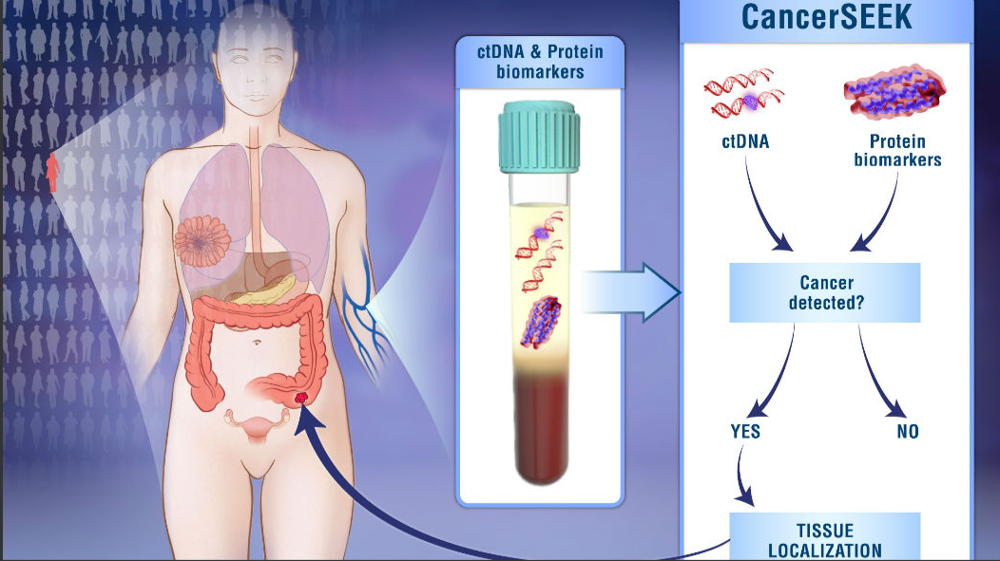 ctDNA & Protein
biomarkers
CancerSEEK
ctDNA
Protein
biomarkers
Cancer
detected?
YES
NO
TISSUE
LOCALIZATION